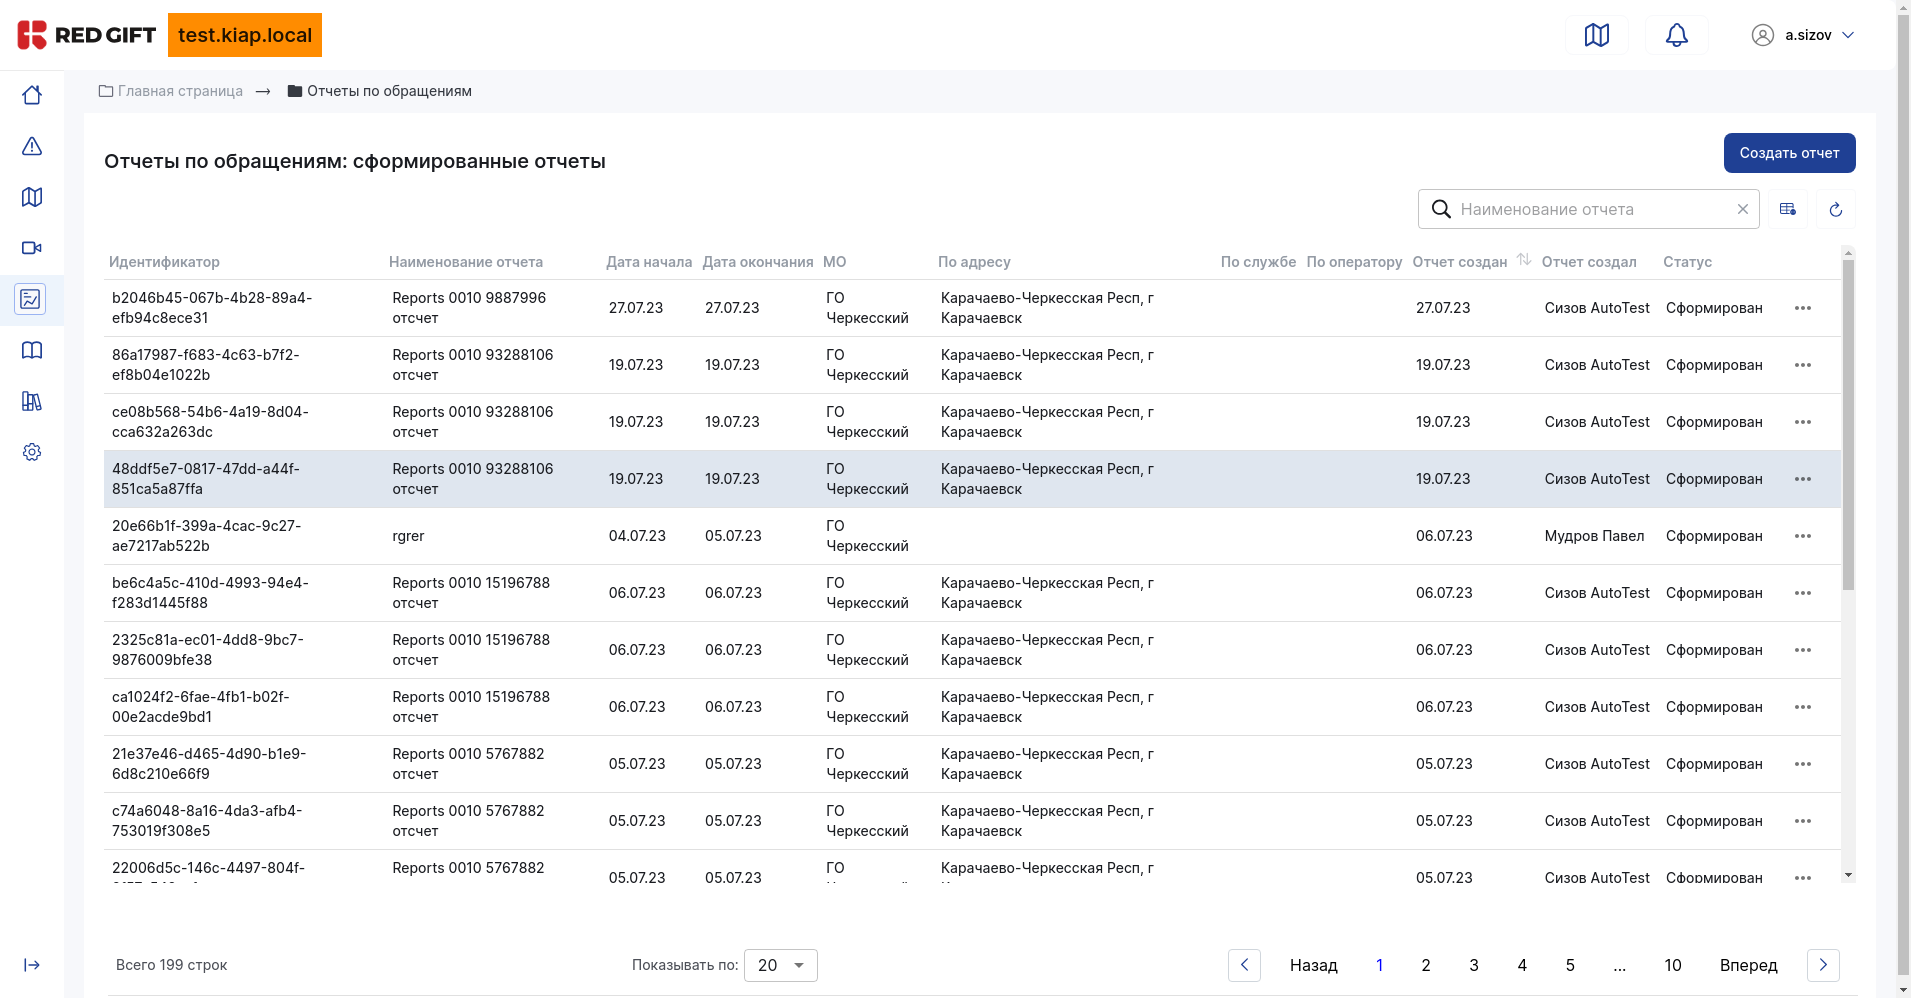 RED GIFT
test.kiap.local
a.sizov
Главная страница → Отчеты по обращениям
Отчеты по обращениям: сформированные отчеты
Создать отчет
Наименование отчета
Идентификатор Наименование отчета Дата начала Дата окончания МО По адресу По службе По оператору Отчет создан Отчет создал Статус
b2046b45-067b-4b28-89a4- Reports 0010 9887996 ГО Карачаево-Черкесская Респ, г
27.07.23 27.07.23 27.07.23 Сизов AutoTest Сформирован
efb94c8ece31 отсчет Черкесский Карачаевск
86a17987-f683-4c63-b7f2- Reports 0010 93288106 ГО Карачаево-Черкесская Респ, г
19.07.23 19.07.23 19.07.23 Сизов AutoTest Сформирован
ef8b04e1022b отсчет Черкесский Карачаевск
ce08b568-54b6-4a19-8d04- Reports 0010 93288106 ГО Карачаево-Черкесская Респ, г
19.07.23 19.07.23 19.07.23 Сизов AutoTest Сформирован
cca632a263dc отсчет Черкесский Карачаевск
48ddf5e7-0817-47dd-a44f- Reports 0010 93288106 ГО Карачаево-Черкесская Респ, г
19.07.23 19.07.23 19.07.23 Сизов AutoTest Сформирован
851ca5a87ffa отсчет Черкесский Карачаевск
20e66b1f-399a-4cac-9c27- ГО
rgrer 04.07.23 05.07.23 06.07.23 Мудров Павел Сформирован
ae7217ab522b Черкесский
be6c4a5c-410d-4993-94e4- Reports 0010 15196788 ГО Карачаево-Черкесская Респ, г
06.07.23 06.07.23 06.07.23 Сизов AutoTest Сформирован
f283d1445f88 отсчет Черкесский Карачаевск
2325c81a-ec01-4dd8-9bc7- Reports 0010 15196788 ГО Карачаево-Черкесская Респ, г
06.07.23 06.07.23 06.07.23 Сизов AutoTest Сформирован
9876009bfe38 отсчет Черкесский Карачаевск
ca1024f2-6fae-4fb1-b02f- Reports 0010 15196788 ГО Карачаево-Черкесская Респ, г
06.07.23 06.07.23 06.07.23 Сизов AutoTest Сформирован
00e2acde9bd1 отсчет Черкесский Карачаевск
21e37e46-d465-4d90-b1e9- Reports 0010 5767882 ГО Карачаево-Черкесская Респ, г
05.07.23 05.07.23 05.07.23 Сизов AutoTest Сформирован
6d8c210e66f9 отсчет Черкесский Карачаевск
c74a6048-8a16-4da3-afb4- Reports 0010 5767882 ГО Карачаево-Черкесская Респ, г
05.07.23 05.07.23 05.07.23 Сизов AutoTest Сформирован
753019f308e5 отсчет Черкесский Карачаевск
22006d5c-146c-4497-804f- Reports 0010 5767882 ГО Карачаево-Черкесская Респ, г
05.07.23 05.07.23 05.07.23 Сизов AutoTest Сформирован
Всего 199 строк Показывать по: 20 Назад 1 2 3 4 5 ... 10 Вперед